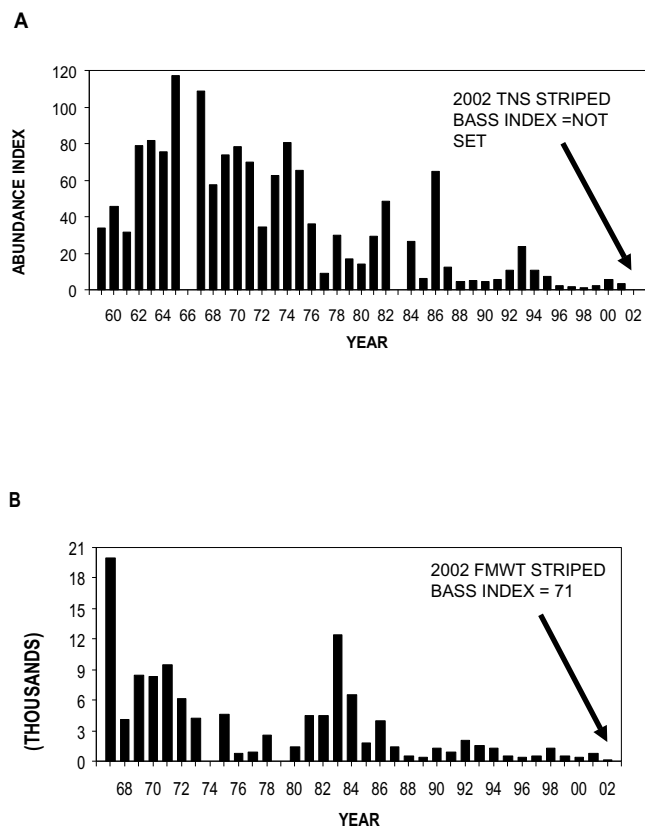 A
120
100
80
60
40
20
0
ABUNDANCE INDEX
2002 TNS STRIPED
BASS INDEX =NOT
SET
60 62 64 66 68 70 72 74 76 78 80 82 84 86 88 90 92 94 96 98 00 02
YEAR
B
21
18
15
12
9
6
3
0
(THOUSANDS)
2002 FMWT STRIPED
BASS INDEX = 71
68 70 72 74 76 78 80 82 84 86 88 90 92 94 96 98 00 02
YEAR